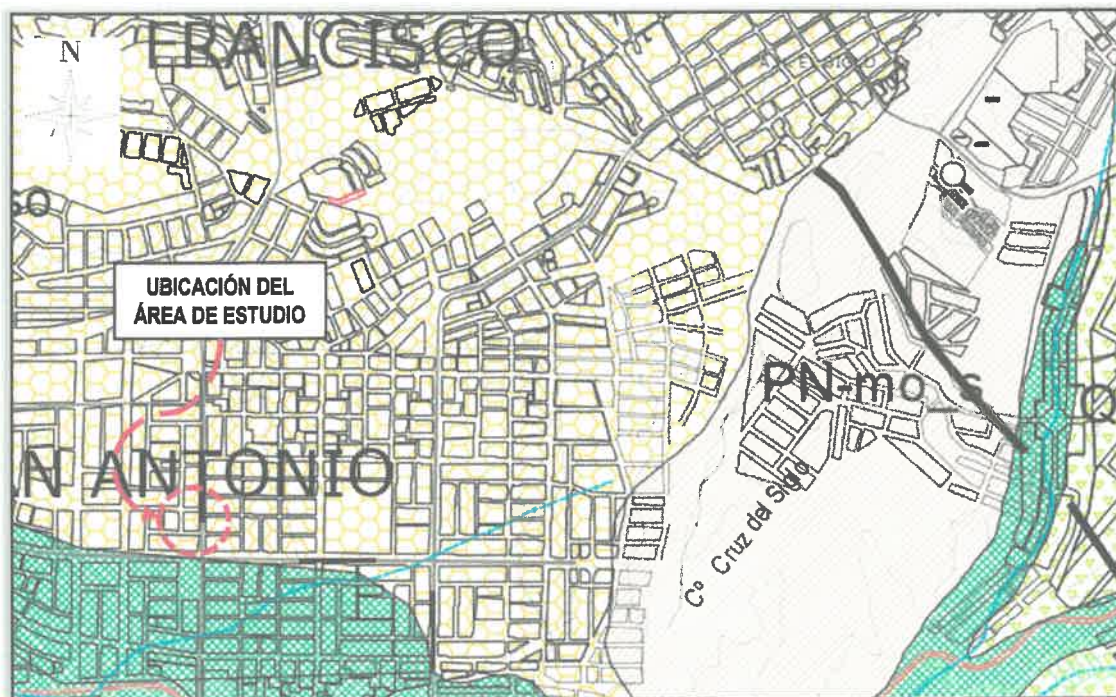 FRANCISCO
N
UBICACIÓN DEL
ÁREA DE ESTUDIO
PN-mo_s
N ANTONIO
Cº Cruz del Siglo